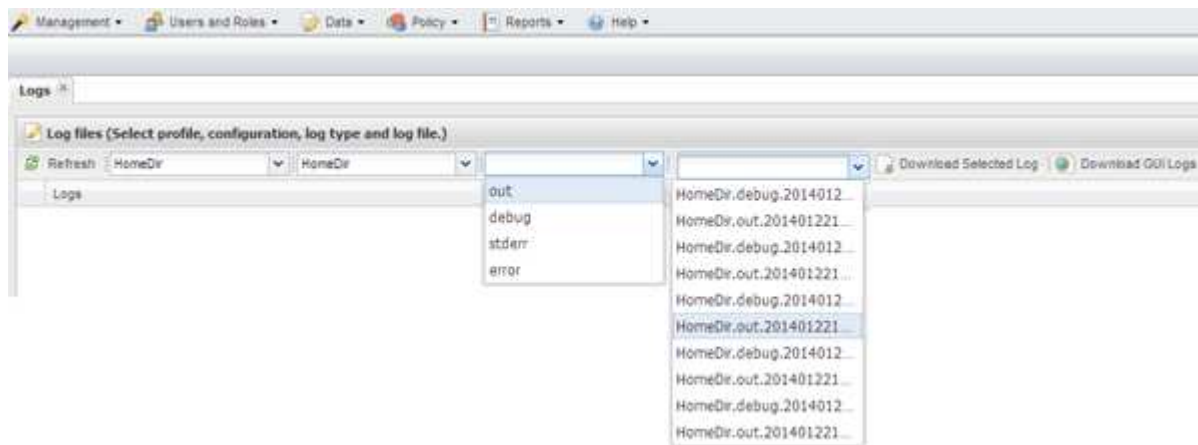 Management Users and Roles Data Policy Reports Help
Logs
Log files (Select profile, configuration, log type and log file.)
Refresh HomeDir HomeDir Download Selected Log Download GUI Logs
Logs
out
debug
stderr
error
HomeDir.debug.2014012...
HomeDir.out.201401221...
HomeDir.debug.2014012...
HomeDir.out.201401221...
HomeDir.debug.2014012...
HomeDir.out.201401221...
HomeDir.debug.2014012...
HomeDir.out.201401221...
HomeDir.debug.2014012...
HomeDir.out.201401221...